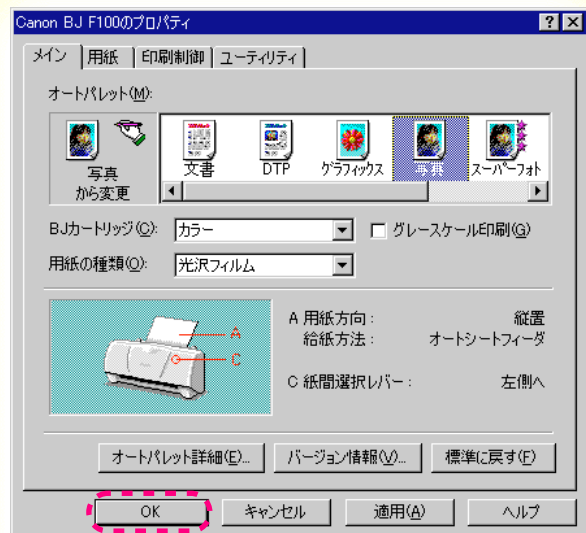 Canon BJ F100のプロパティ
メイン 用紙 印刷制御 ユーティリティ
オートパレット(M):
写真
から変更
文書 DTP グラフィックス 写真 スーパーフォト
BJカートリッジ(C): カラー グレースケール印刷(G)
用紙の種類(O): 光沢フィルム
A
C
A 用紙方向: 縦置
給紙方法: オートシートフィーダ
C 紙間選択レバー: 左側へ
オートパレット詳細(E)... バージョン情報(V)... 標準に戻す(F)
OK キャンセル 適用(A) ヘルプ